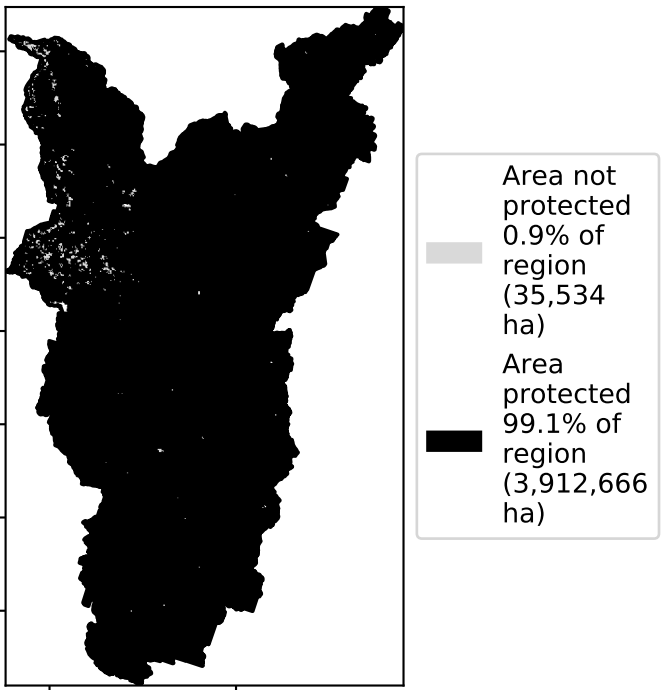 Area not
protected
0.9% of
region
(35,534
ha)
Area
protected
99.1% of
region
(3,912,666
ha)